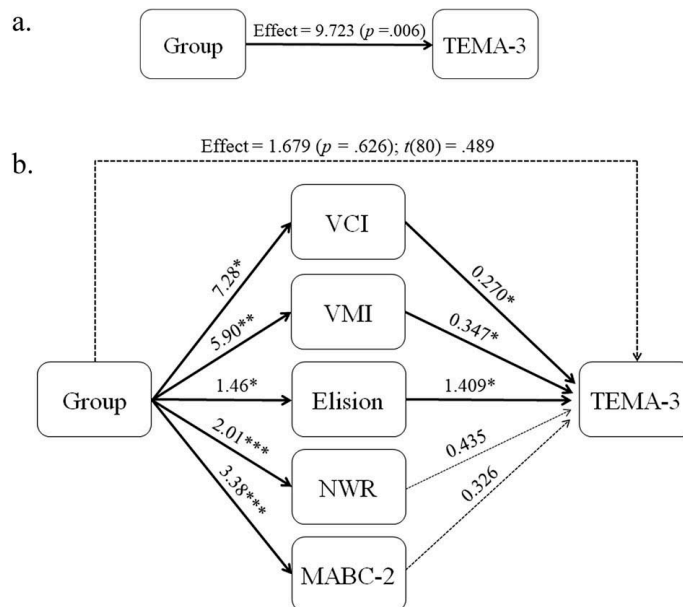 a.
Group
Effect = 9.723 (p =.006)
TEMA-3
Effect = 1.679 (p = .626); t(80) = .489
b.
VCI
7.28*
0.270*
VMI
5.90**
0.347*
Group
1.46*
Elision
1.409*
TEMA-3
2.01***
NWR
0.435
3.38***
MABC-2
0.326